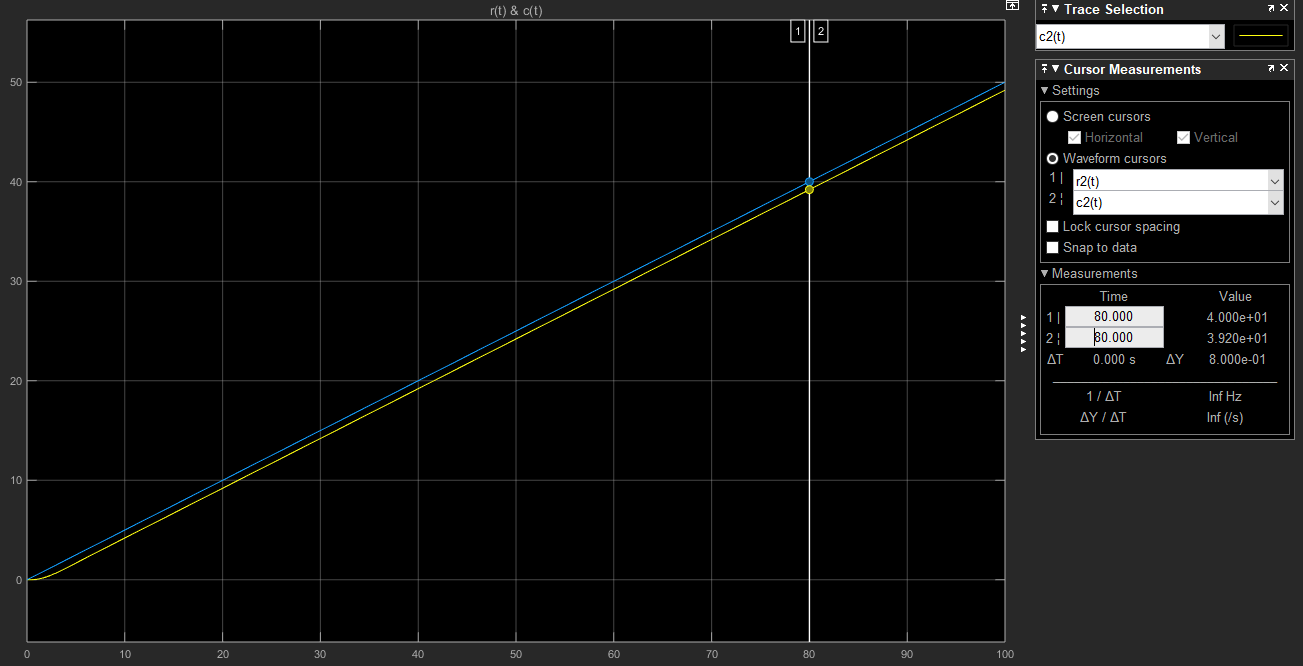 r(t) & c(t)
1 2
50
40
30
20
10
0
0 10 20 30 40 50 60 70 80 90 100
Trace Selection
c2(t)
Cursor Measurements
Settings
Screen cursors
Horizontal Vertical
Waveform cursors
1 | r2(t)
2 ¦ c2(t)
Lock cursor spacing
Snap to data
Measurements
Time Value
1 | 80.000 4.000e+01
2 ¦ 80.000 3.920e+01
ΔT 0.000 s ΔY 8.000e-01
1 / ΔT Inf Hz
ΔY / ΔT Inf (/s)